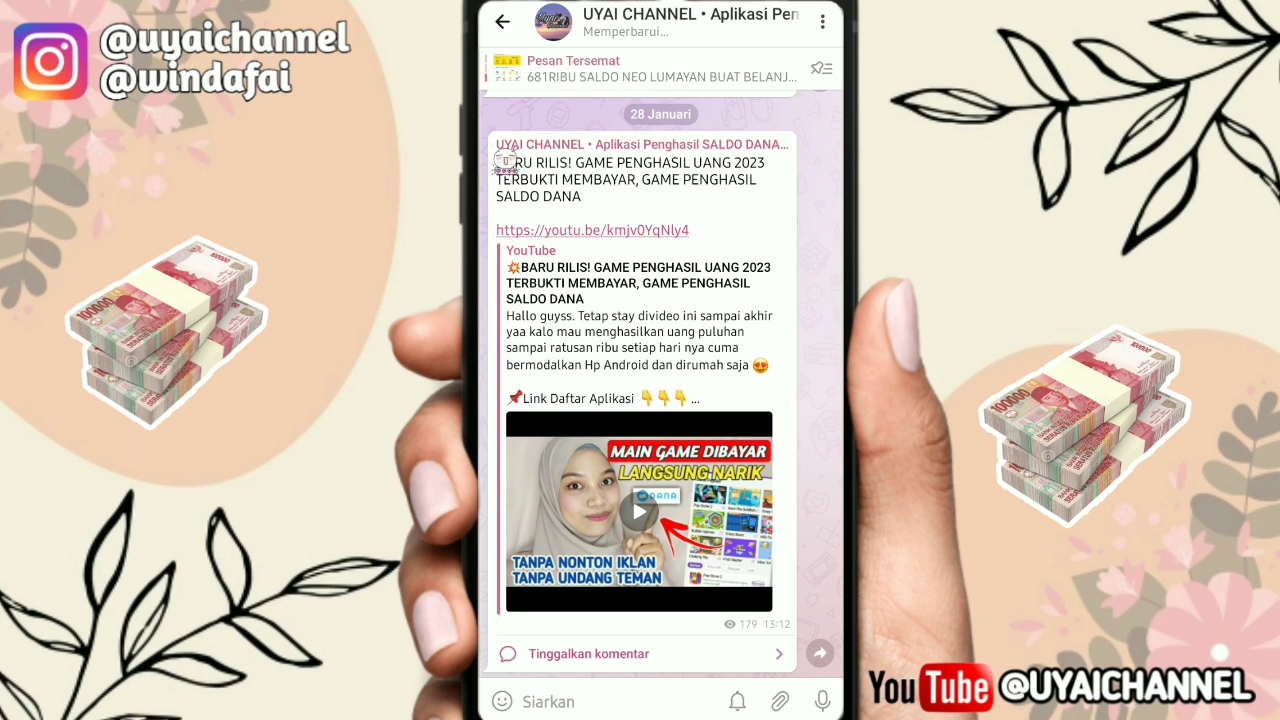 @uyaichannel
@windafai
UYAI CHANNEL • Aplikasi Pen
Memperbarui...
Pesan Tersemat
681RIBU SALDO NEO LUMAYAN BUAT BELANJ...
28 Januari
UYAI CHANNEL • Aplikasi Penghasil SALDO DANA...
RU RILIS! GAME PENGHASIL UANG 2023
TERBUKTI MEMBAYAR, GAME PENGHASIL
SALDO DANA
https://youtu.be/kmjv0YqNly4
YouTube
💥BARU RILIS! GAME PENGHASIL UANG 2023
TERBUKTI MEMBAYAR, GAME PENGHASIL
SALDO DANA
Hallo guyss. Tetap stay divideo ini sampai akhir
yaa kalo mau menghasilkan uang puluhan
sampai ratusan ribu setiap hari nya cuma
bermodalkan Hp Android dan dirumah saja 😍
📌Link Daftar Aplikasi 👇👇👇...
MAIN GAME DIBAYAR
LANGSUNG NARIK
DANA
TANPA NONTON IKLAN
TANPA UNDANG TEMAN
179 13:12
Tinggalkan komentar
Siarkan
100000
100000
YouTube @UYAICHANNEL